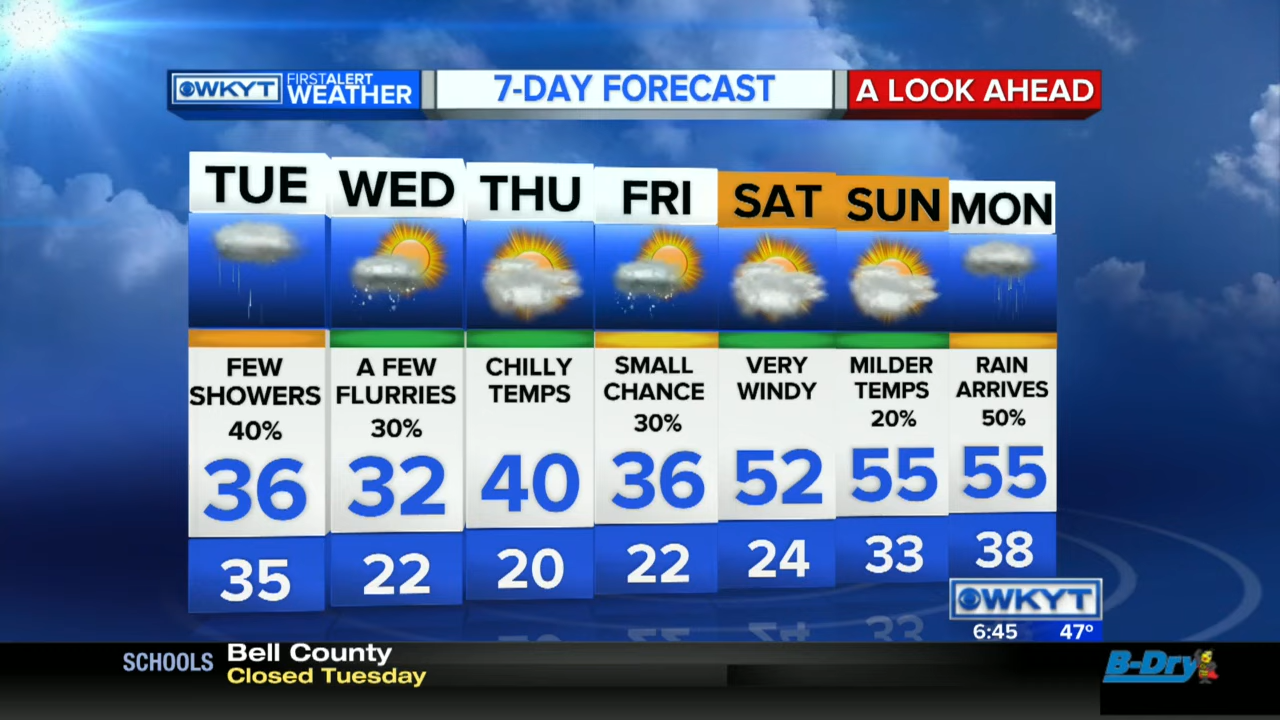 WKYT FIRST ALERT WEATHER
7-DAY FORECAST
A LOOK AHEAD
TUE
FEW
SHOWERS
40%
36
35
WED
A FEW
FLURRIES
30%
32
22
THU
CHILLY
TEMPS
40
20
FRI
SMALL
CHANCE
30%
36
22
SAT
VERY
WINDY
52
24
SUN
MILDER
TEMPS
20%
55
33
MON
RAIN
ARRIVES
50%
55
38
WKYT
6:45 47°
SCHOOLS
Bell County
Closed Tuesday
B-Dry